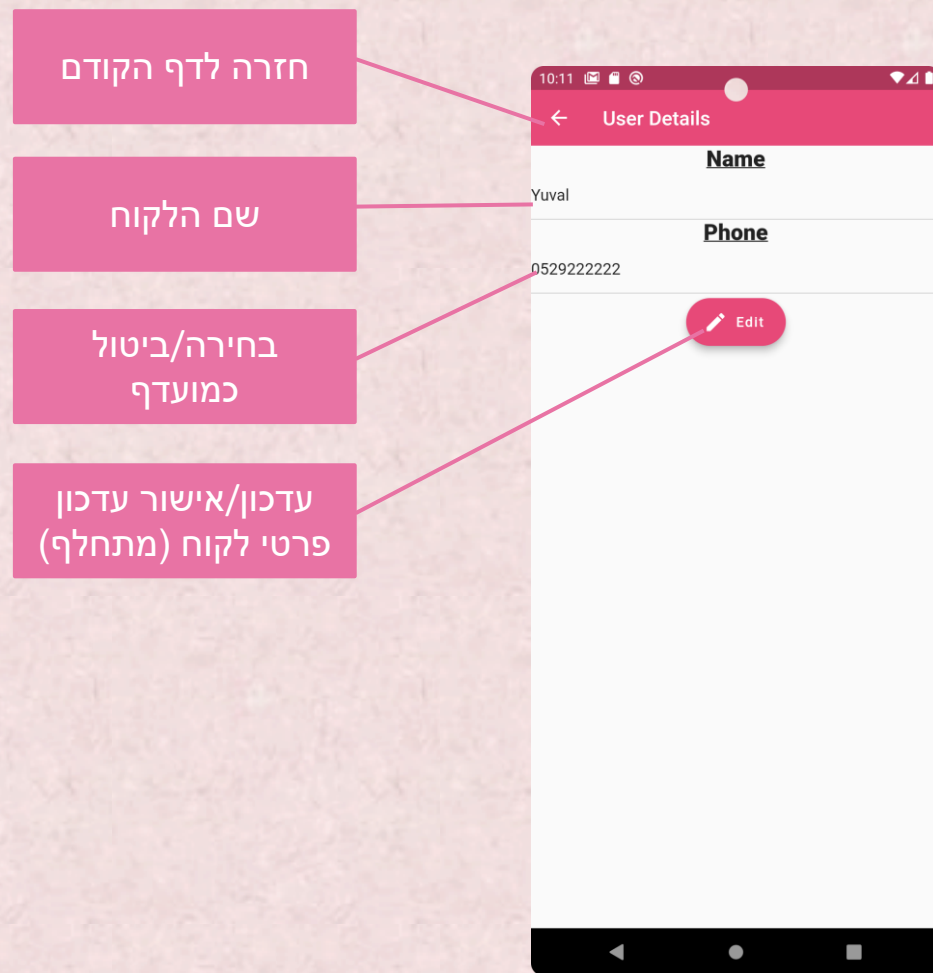 חזרה לדף הקודם
שם הלקוח
בחירה/ביטול
כמועדף
עדכון/אישור עדכון
פרטי לקוח (מתחלף)
10:11
User Details
Name
Yuval
Phone
0529222222
Edit